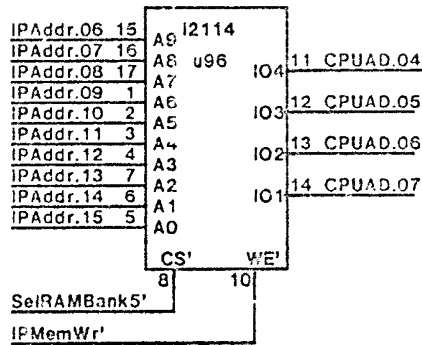 IPAddr.06 15 A9 i2114
IPAddr.07 16 A8 u96
IPAddr.08 17 A7 IO4 11 CPUAD.04
IPAddr.09 1 A6
IPAddr.10 2 A5 IO3 12 CPUAD.05
IPAddr.11 3 A4
IPAddr.12 4 A3 IO2 13 CPUAD.06
IPAddr.13 7 A2
IPAddr.14 6 A1 IO1 14 CPUAD.07
IPAddr.15 5 A0
CS' WE'
8 10
SelRAMBank5'
IPMemWr'